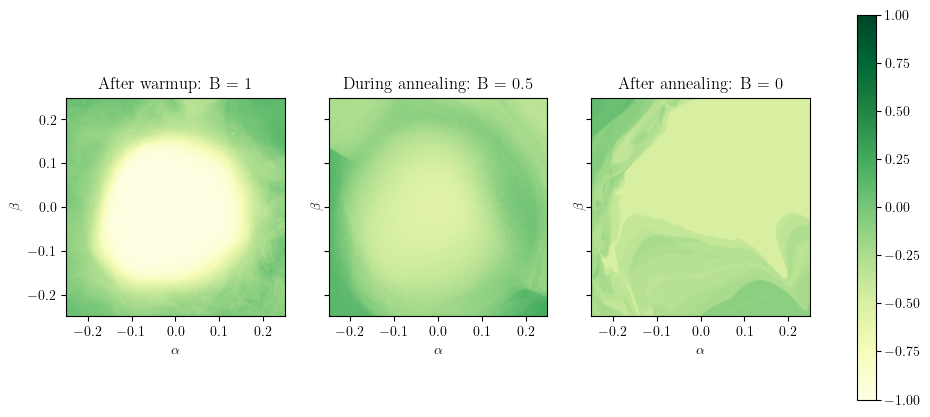 After warmup: B = 1
During annealing: B = 0.5
After annealing: B = 0
β
0.2
0.1
0.0
−0.1
−0.2
−0.2 −0.1 0.0 0.1 0.2
α
β
−0.2 −0.1 0.0 0.1 0.2
α
β
−0.2 −0.1 0.0 0.1 0.2
α
1.00
0.75
0.50
0.25
0.00
−0.25
−0.50
−0.75
−1.00